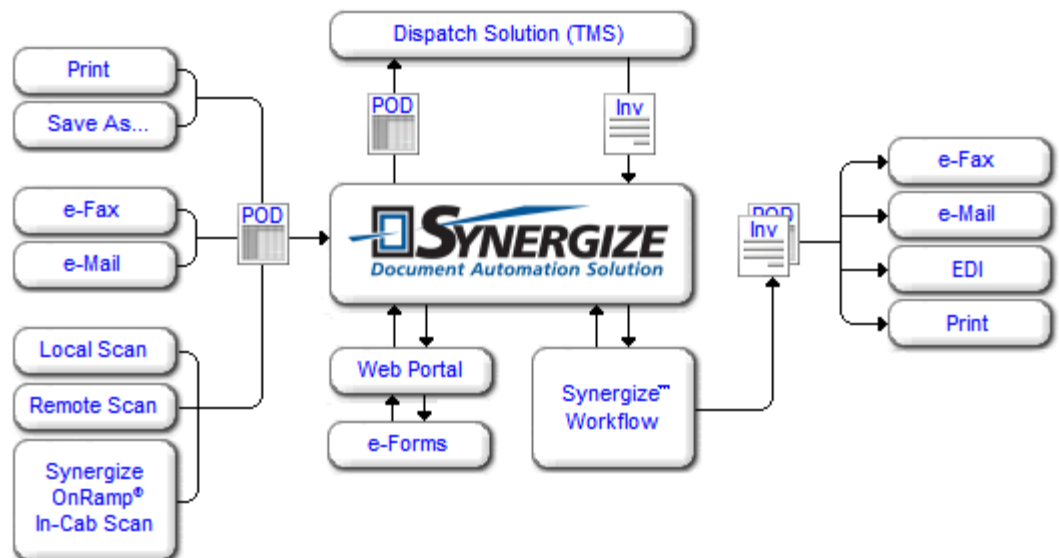 Dispatch Solution (TMS)
Print
Save As...
POD
Inv
e-Fax
e-Mail
POD
SYNERGIZE
Document Automation Solution
POD
Inv
e-Fax
e-Mail
EDI
Print
Local Scan
Remote Scan
Synergize
OnRamp®
In-Cab Scan
Web Portal
e-Forms
Synergize™
Workflow